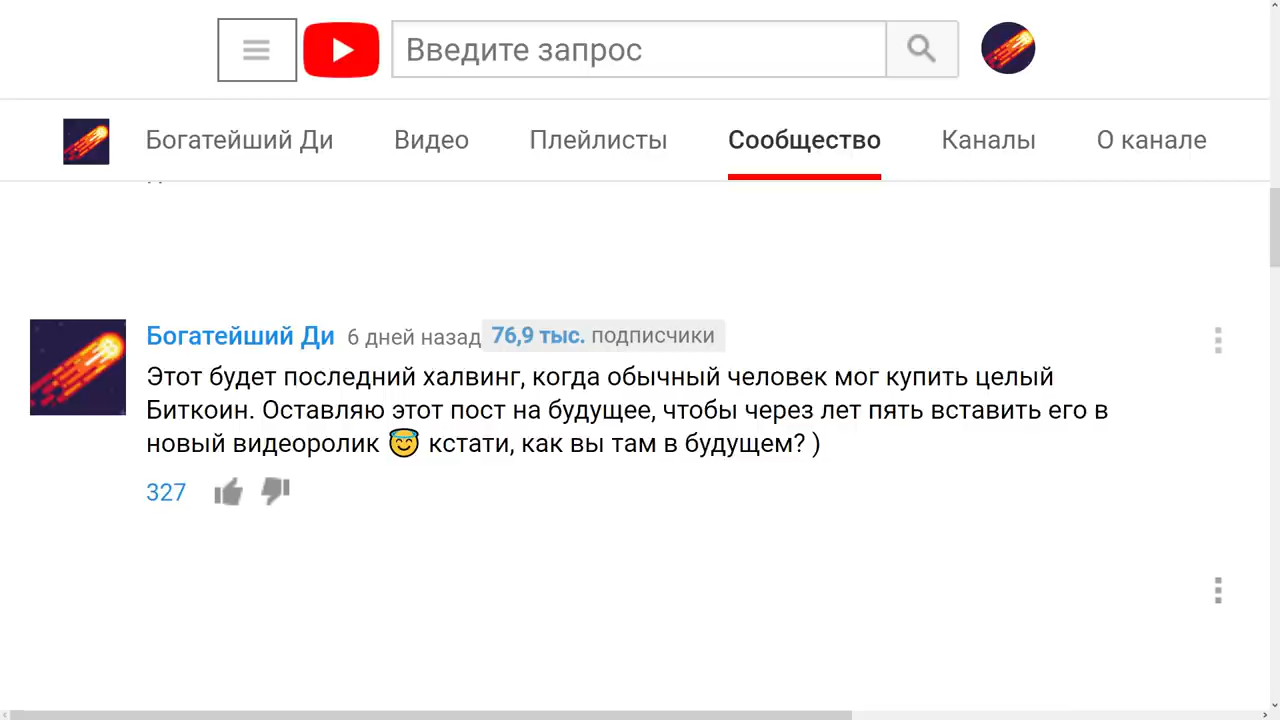 Введите запрос
Богатейший Ди Видео Плейлисты Сообщество Каналы О канале
Богатейший Ди 6 дней назад 76,9 тыс. подписчики
Этот будет последний халвинг, когда обычный человек мог купить целый
Биткоин. Оставляю этот пост на будущее, чтобы через лет пять вставить его в
новый видеоролик 😇 кстати, как вы там в будущем? )
327